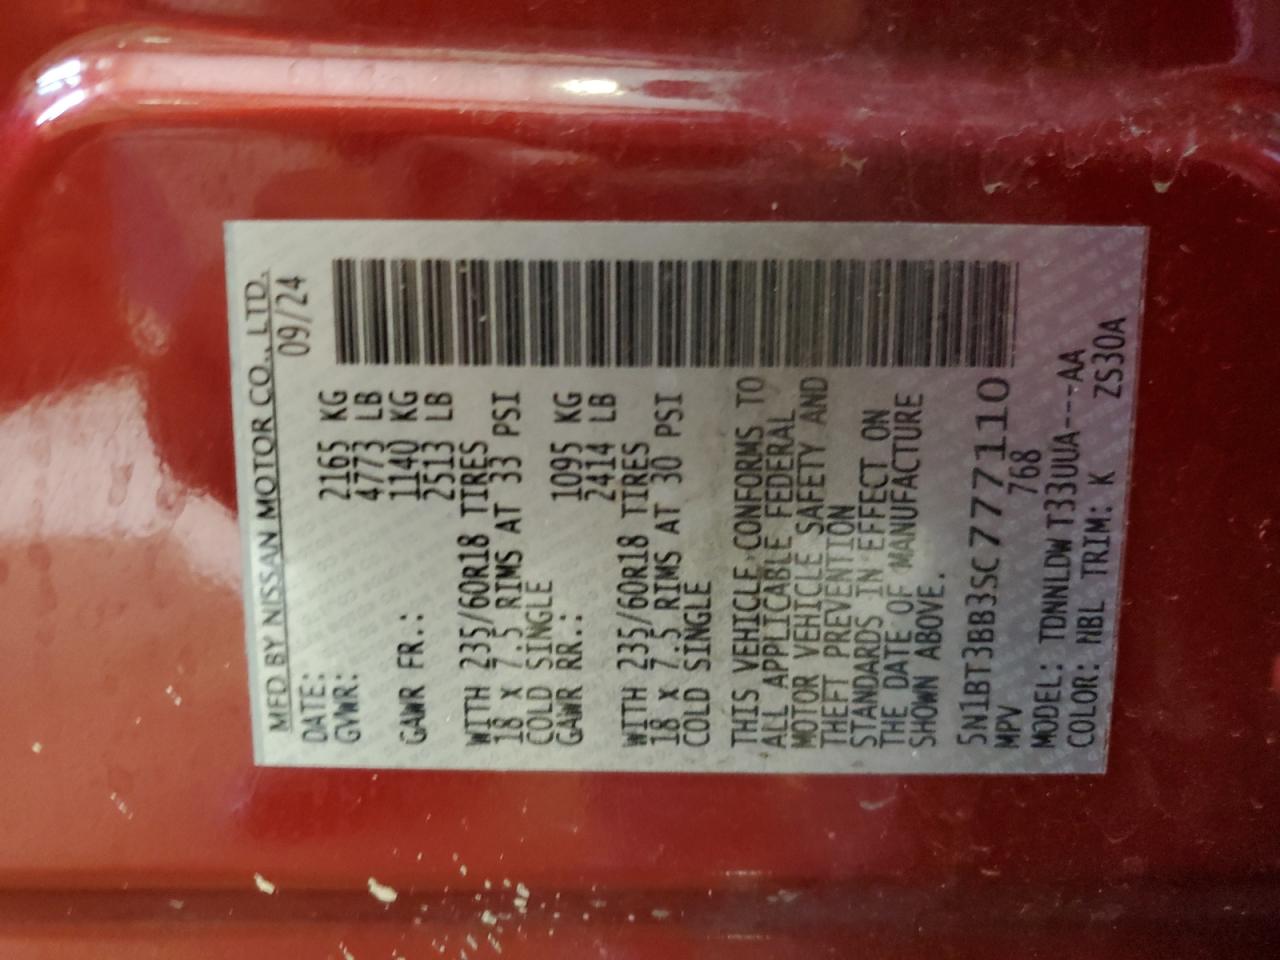 MFD BY NISSAN MOTOR CO., LTD.
DATE: 09/24
GVWR: 2165 KG
4773 LB
GAWR FR.: 1140 KG
2513 LB
WITH 235/60R18 TIRES
18 X 7.5 RIMS AT 33 PSI
COLD SINGLE
GAWR RR.: 1095 KG
2414 LB
WITH 235/60R18 TIRES
18 X 7.5 RIMS AT 30 PSI
COLD SINGLE
THIS VEHICLE CONFORMS TO
ALL APPLICABLE FEDERAL
MOTOR VEHICLE SAFETY AND
THEFT PREVENTION
STANDARDS IN EFFECT ON
THE DATE OF MANUFACTURE
SHOWN ABOVE.
5N1BT3BB3SC777110
MPV 768
MODEL: TDNNLDW T33UUA---AA
COLOR: NBL TRIM: K ZS30A